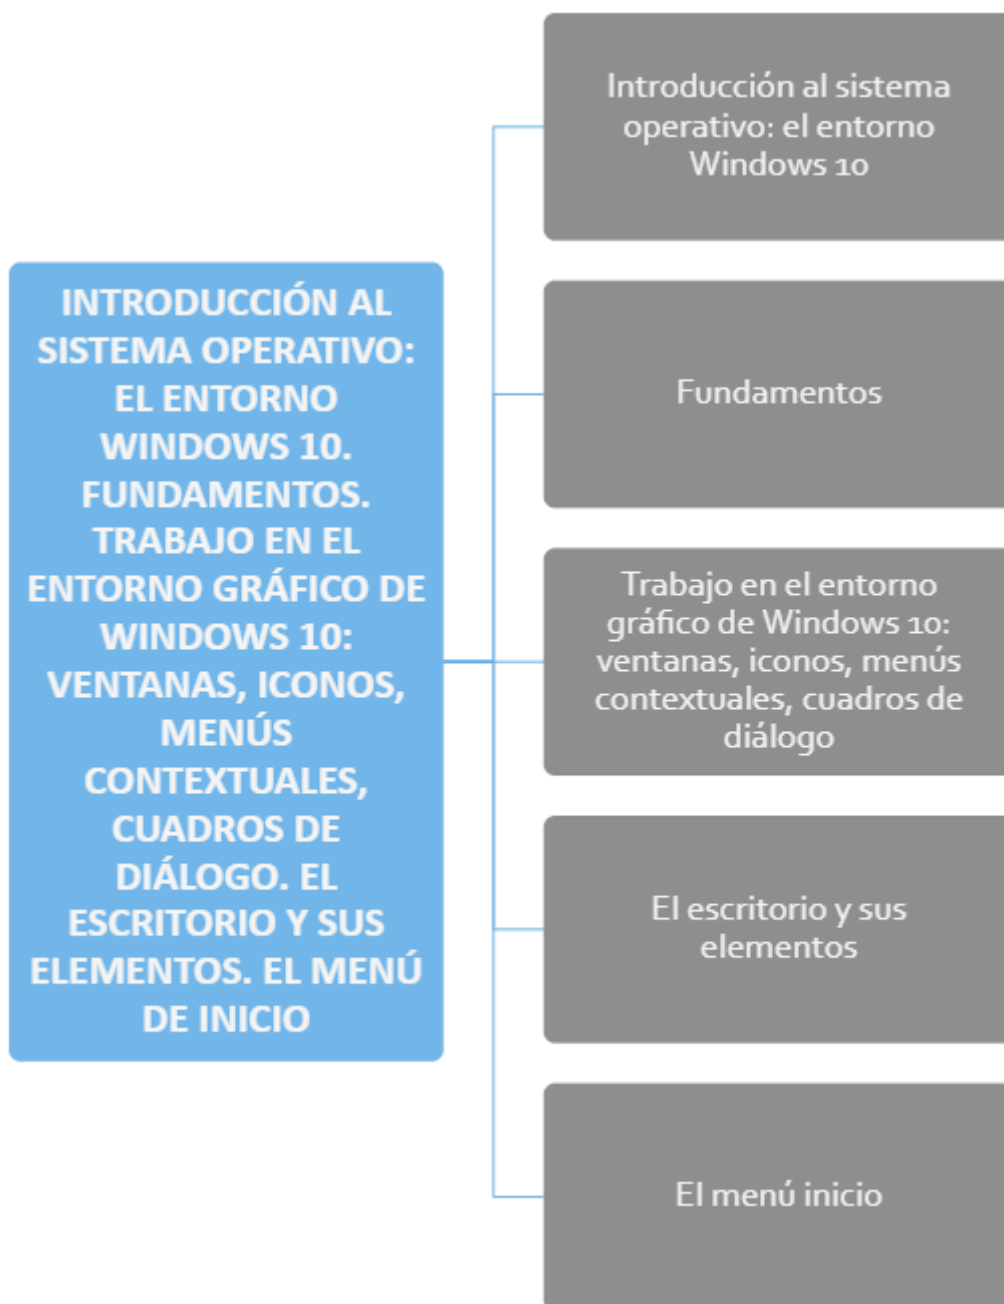 INTRODUCCIÓN AL
SISTEMA OPERATIVO:
EL ENTORNO
WINDOWS 10.
FUNDAMENTOS.
TRABAJO EN EL
ENTORNO GRÁFICO DE
WINDOWS 10:
VENTANAS, ICONOS,
MENÚS
CONTEXTUALES,
CUADROS DE
DIÁLOGO. EL
ESCRITORIO Y SUS
ELEMENTOS. EL MENÚ
DE INICIO
Introducción al sistema
operativo: el entorno
Windows 10
Fundamentos
Trabajo en el entorno
gráfico de Windows 10:
ventanas, iconos, menús
contextuales, cuadros de
diálogo
El escritorio y sus
elementos
El menú inicio